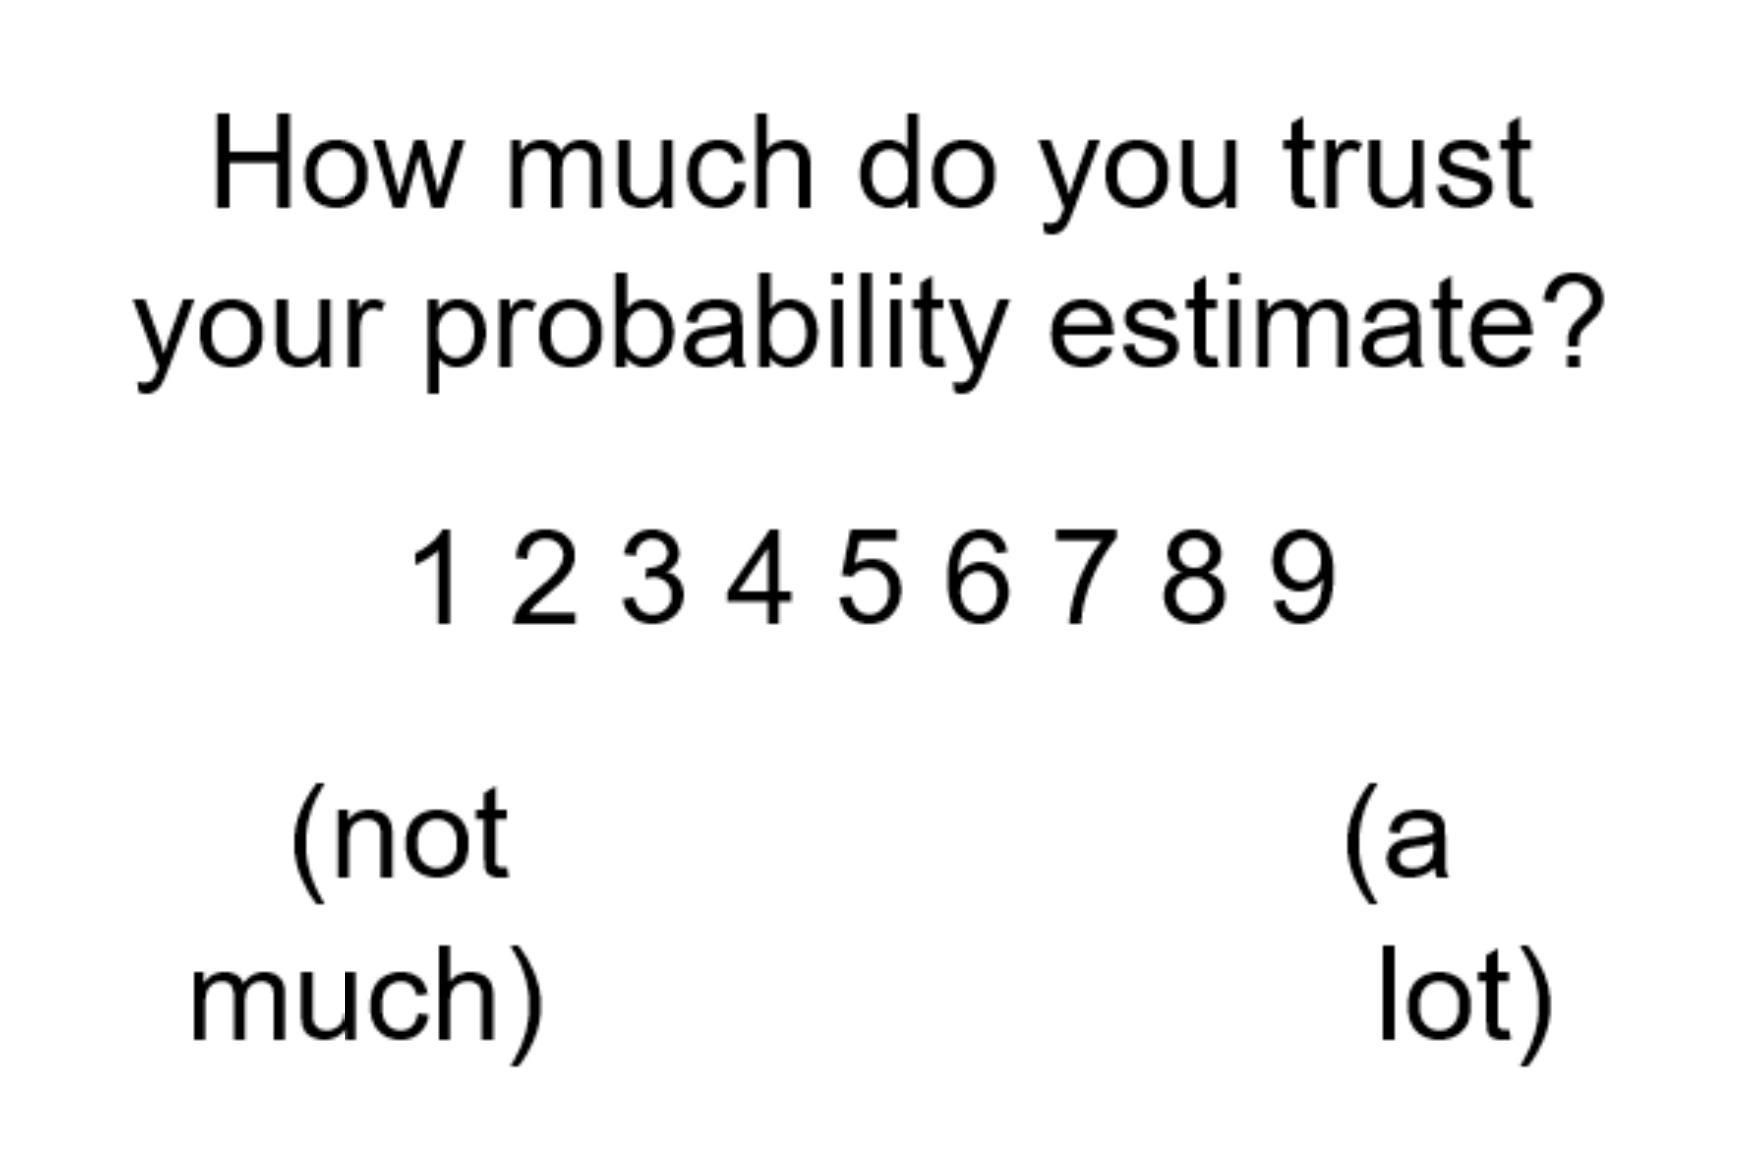 How much do you trust
your probability estimate?
1 2 3 4 5 6 7 8 9
(not (a
much) lot)